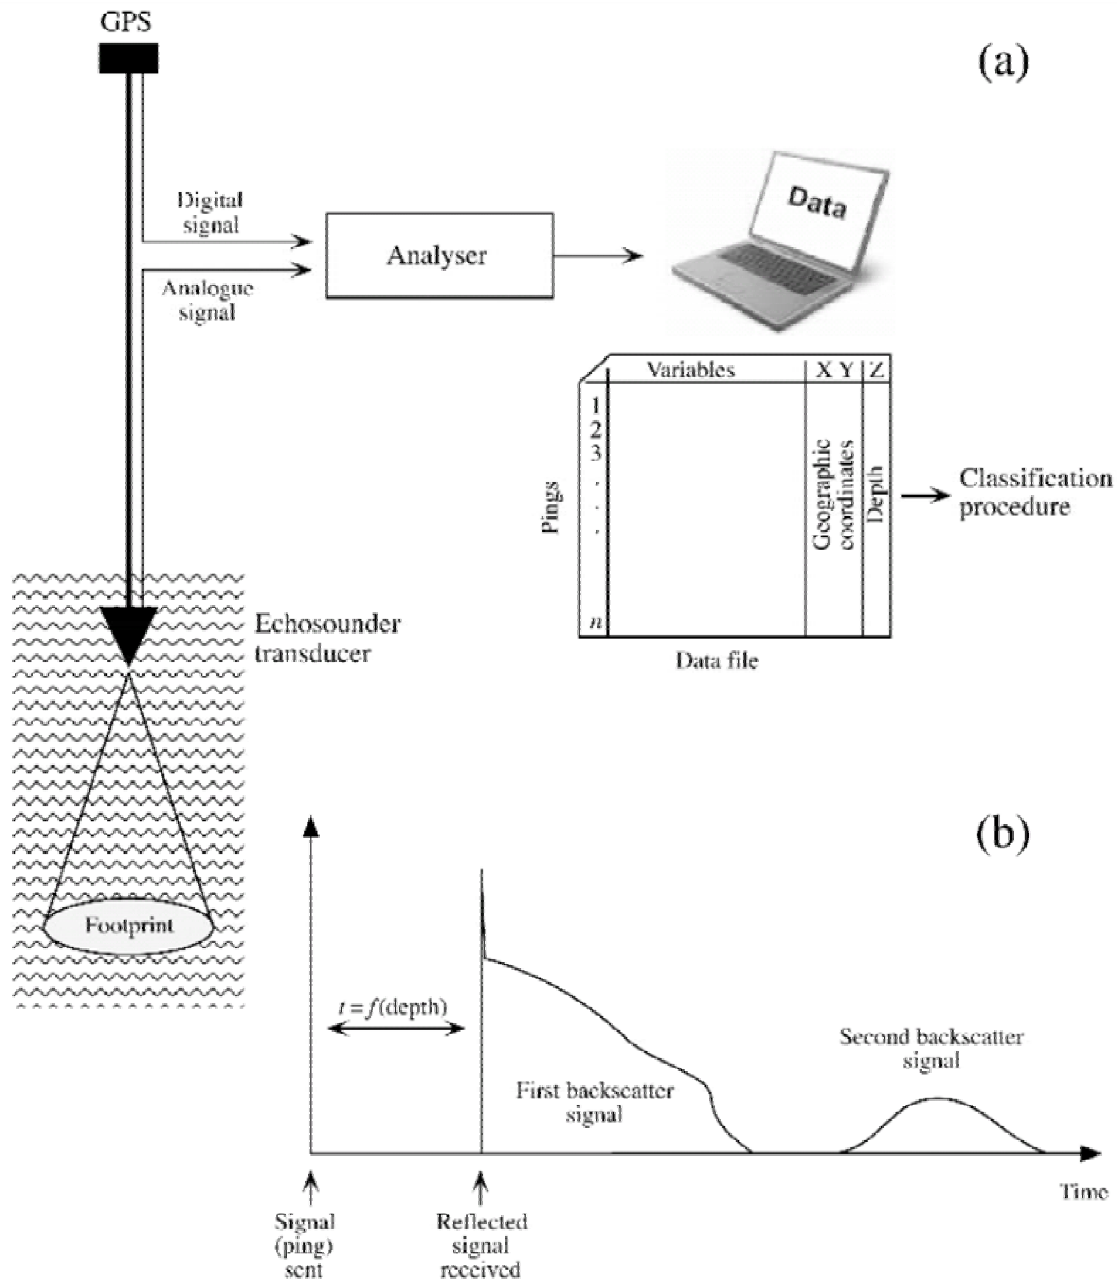 GPS
(a)
Digital
signal
Analogue
signal
Analyser
Data
Variables
X Y
Z
1
2
3
.
.
.
n
Pings
Geographic
coordinates
Depth
Data file
Classification
procedure
Echosounder
transducer
Footprint
(b)
t = f(depth)
First backscatter
signal
Second backscatter
signal
Time
Signal
(ping)
sent
Reflected
signal
received